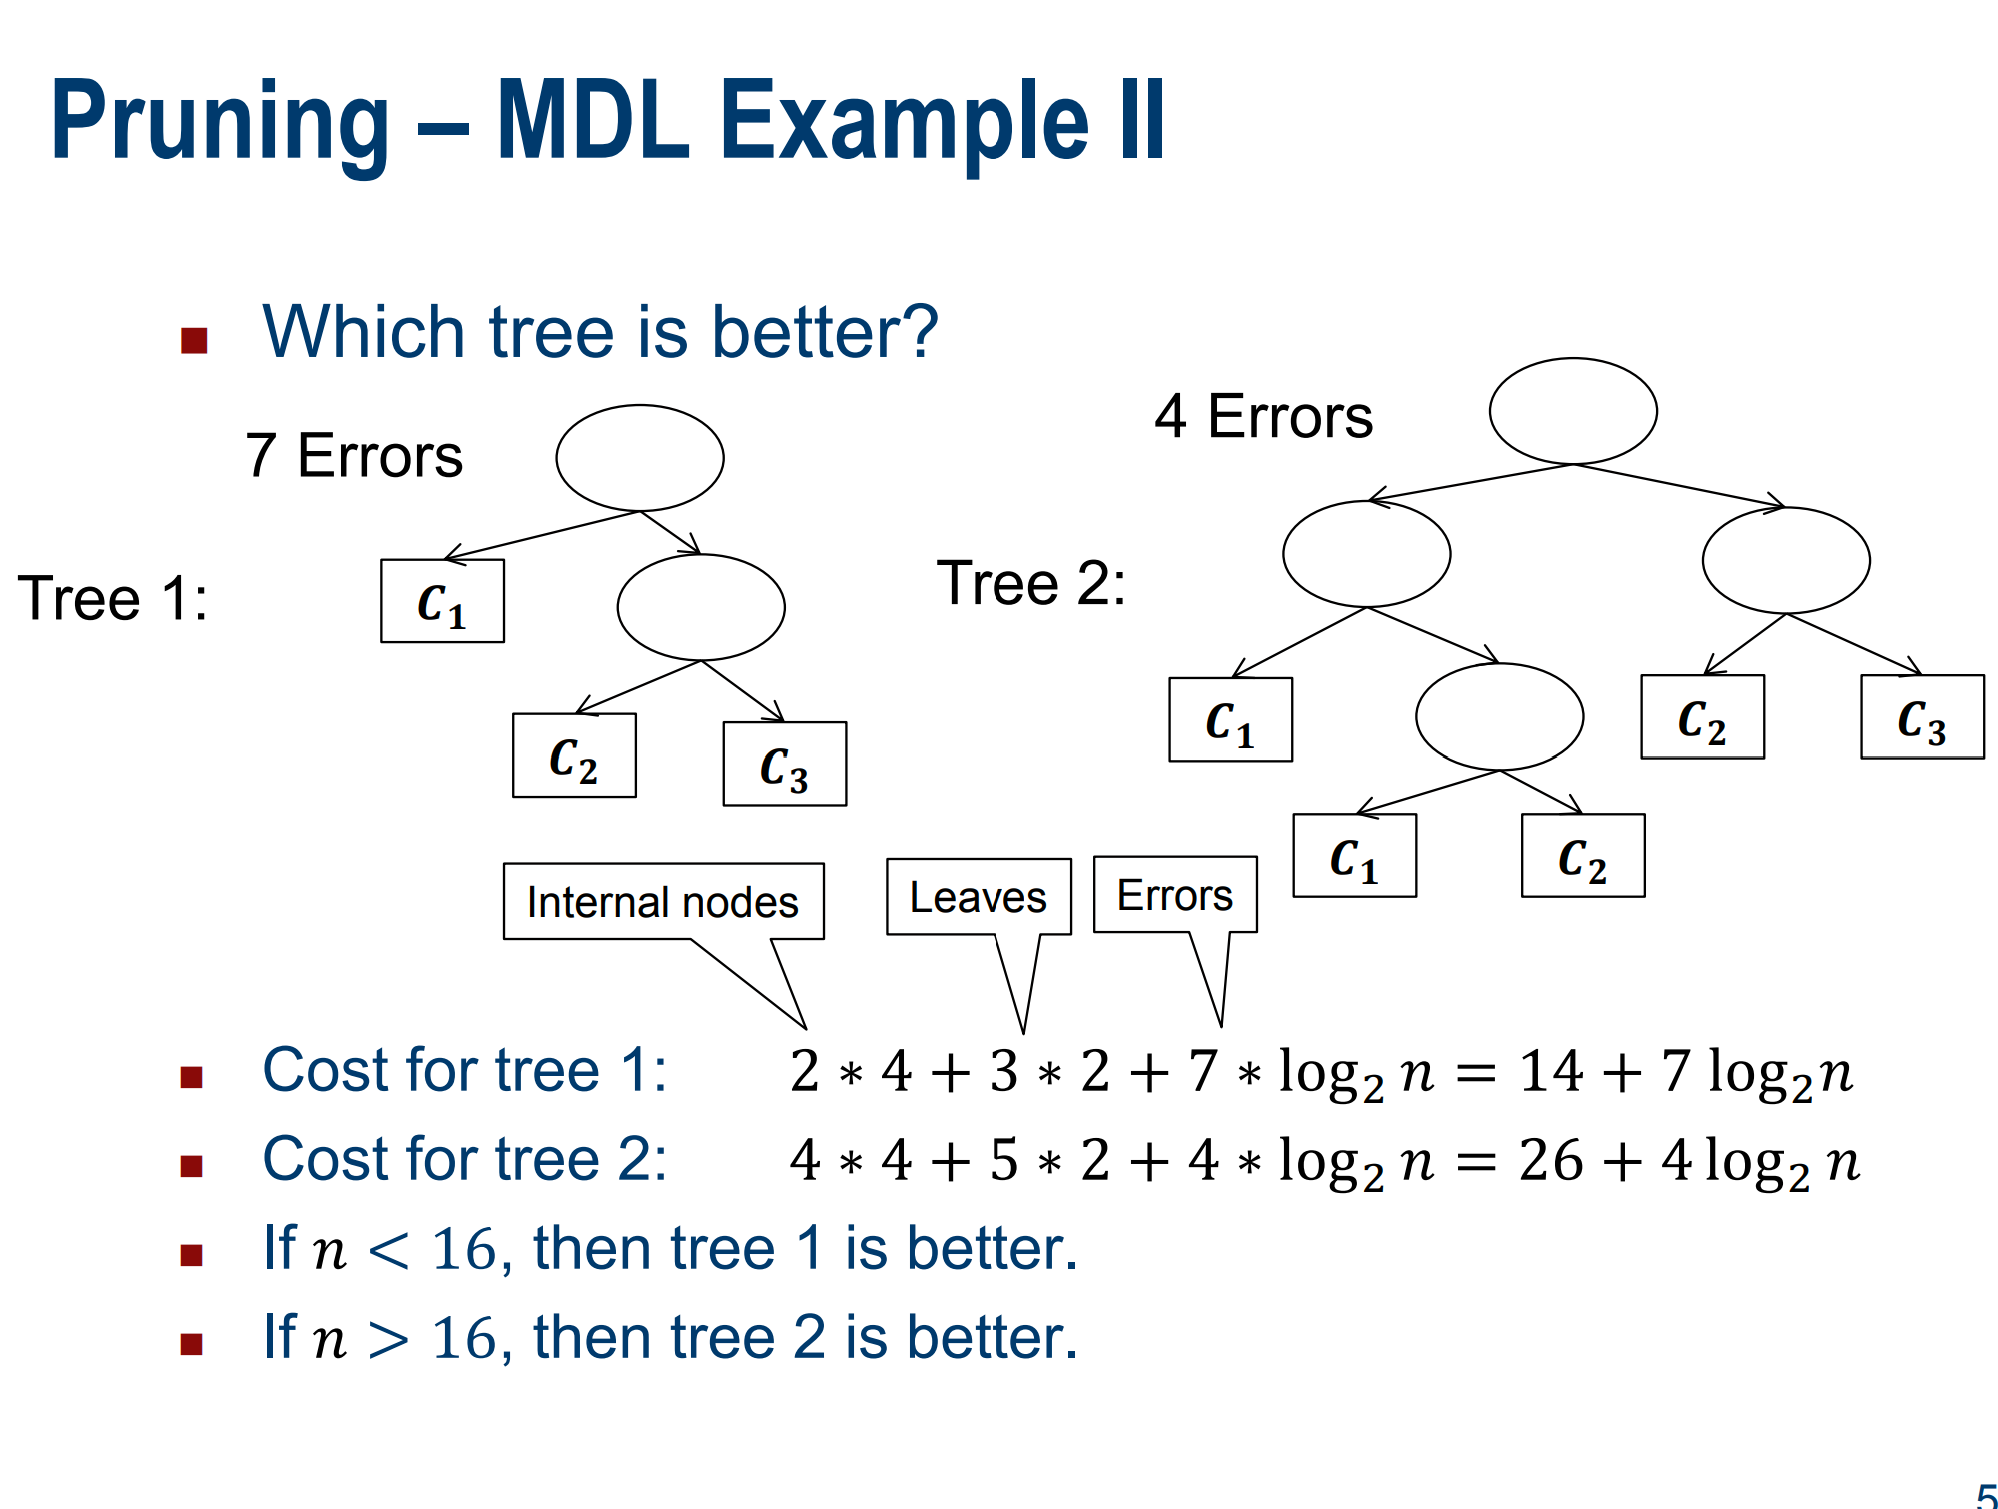 Pruning – MDL Example II
■ Which tree is better?
7 Errors
4 Errors
Tree 1:
C₁
C₂
C₃
Tree 2:
C₁
C₂
C₃
C₁
C₂
Internal nodes
Leaves
Errors
■ Cost for tree 1: 2 ∗ 4 + 3 ∗ 2 + 7 ∗ log₂ n = 14 + 7 log₂n
■ Cost for tree 2: 4 ∗ 4 + 5 ∗ 2 + 4 ∗ log₂ n = 26 + 4 log₂ n
■ If n < 16, then tree 1 is better.
■ If n > 16, then tree 2 is better.
5